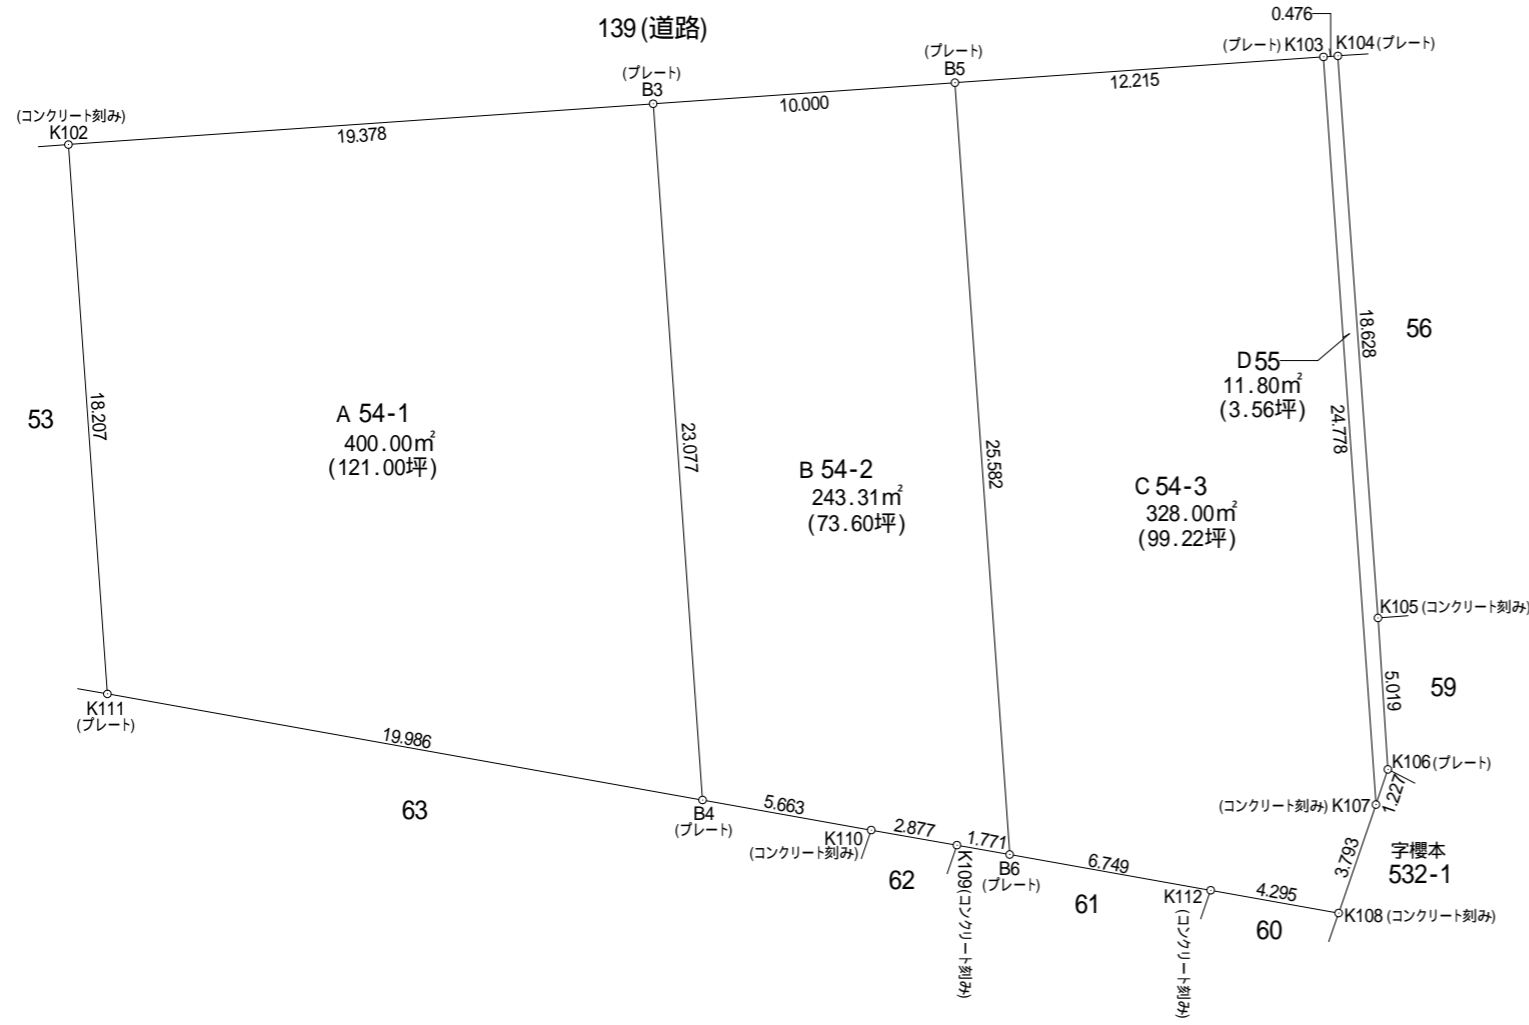 139(道路)
0.476
(プレート) K103
K104(プレート)
(プレート)
B5
(プレート)
B3
12.215
10.000
(コンクリート刻み)
K102
19.378
18.628
56
D 55
11.80㎡
(3.56坪)
53
18.207
A 54-1
400.00㎡
(121.00坪)
23.077
25.582
24.778
B 54-2
243.31㎡
(73.60坪)
C 54-3
328.00㎡
(99.22坪)
K105(コンクリート刻み)
5.019
59
K111
(プレート)
19.986
K106(プレート)
1.227
(コンクリート刻み) K107
63
B4
(プレート)
5.663
K110
(コンクリート刻み)
2.877
1.771
K109(コンクリート刻み)
B6
(プレート)
62
6.749
61
K112
(コンクリート刻み)
4.295
60
3.793
字櫻本
532-1
K108(コンクリート刻み)